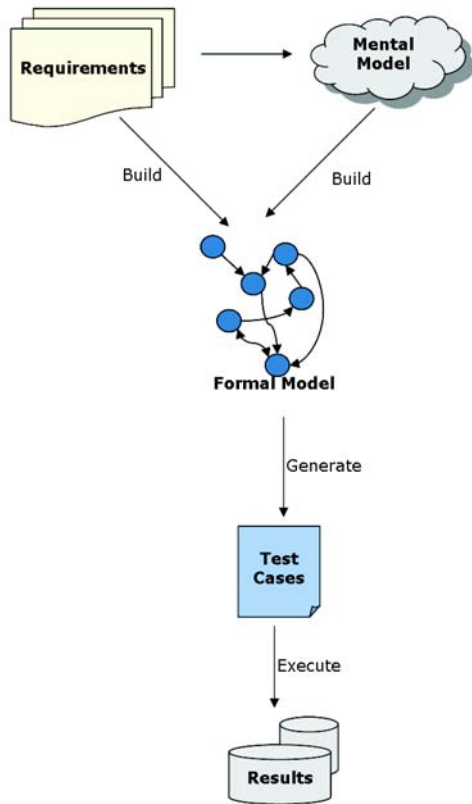 Requirements
Mental
Model
Build
Build
Formal Model
Generate
Test
Cases
Execute
Results